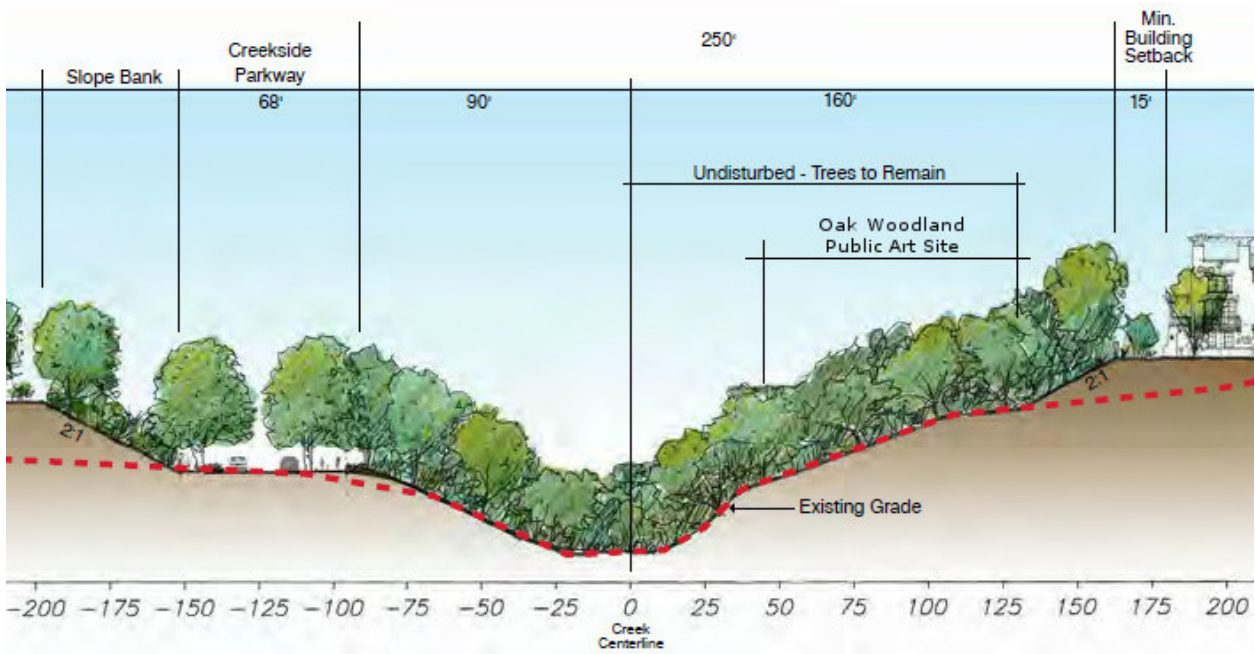 250'
Min.
Building
Setback
Creekside
Parkway
Slope Bank
68'
90'
160'
15'
Undisturbed - Trees to Remain
Oak Woodland
Public Art Site
2:1
2:1
Existing Grade
-200 -175 -150 -125 -100 -75 -50 -25 0 25 50 75 100 125 150 175 200
Creek
Centerline